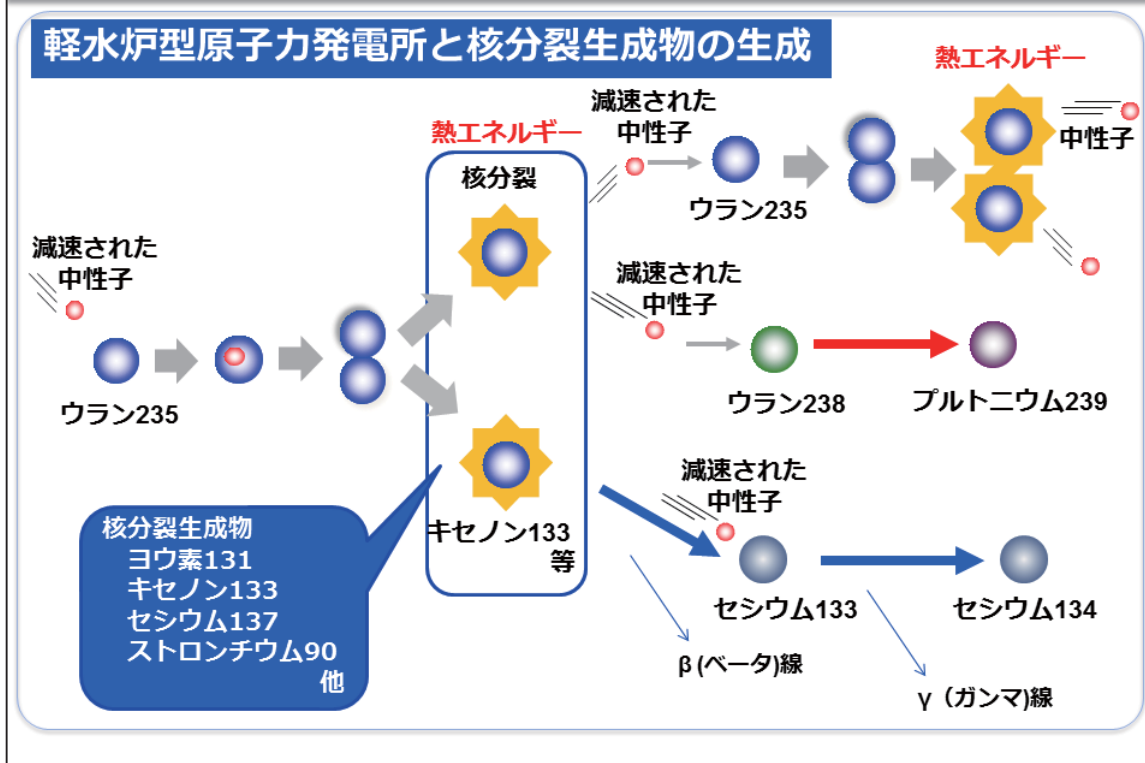 軽水炉型原子力発電所と核分裂生成物の生成
熱エネルギー
減速された
中性子
中性子
ウラン235
熱エネルギー
核分裂
減速された
中性子
ウラン235
減速された
中性子
ウラン238
プルトニウム239
キセノン133
等
減速された
中性子
セシウム133
セシウム134
β(ベータ)線
γ（ガンマ)線
核分裂生成物
ヨウ素131
キセノン133
セシウム137
ストロンチウム90
他